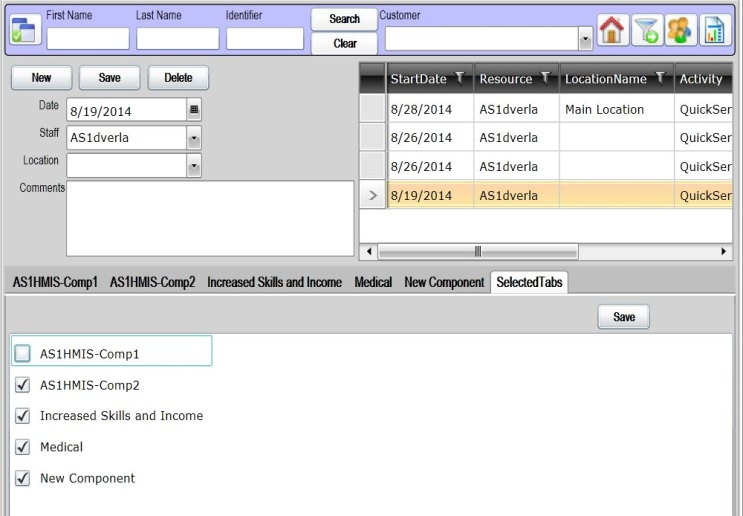 First Name Last Name Identifier Search Customer
Clear
New Save Delete
Date 8/19/2014
Staff AS1dverla
Location
Comments
StartDate Resource LocationName Activity
8/28/2014 AS1dverla Main Location QuickSer
8/26/2014 AS1dverla QuickSer
8/26/2014 AS1dverla QuickSer
> 8/19/2014 AS1dverla QuickSer
AS1HMIS-Comp1 AS1HMIS-Comp2 Increased Skills and Income Medical New Component SelectedTabs
Save
AS1HMIS-Comp1
AS1HMIS-Comp2
Increased Skills and Income
Medical
New Component